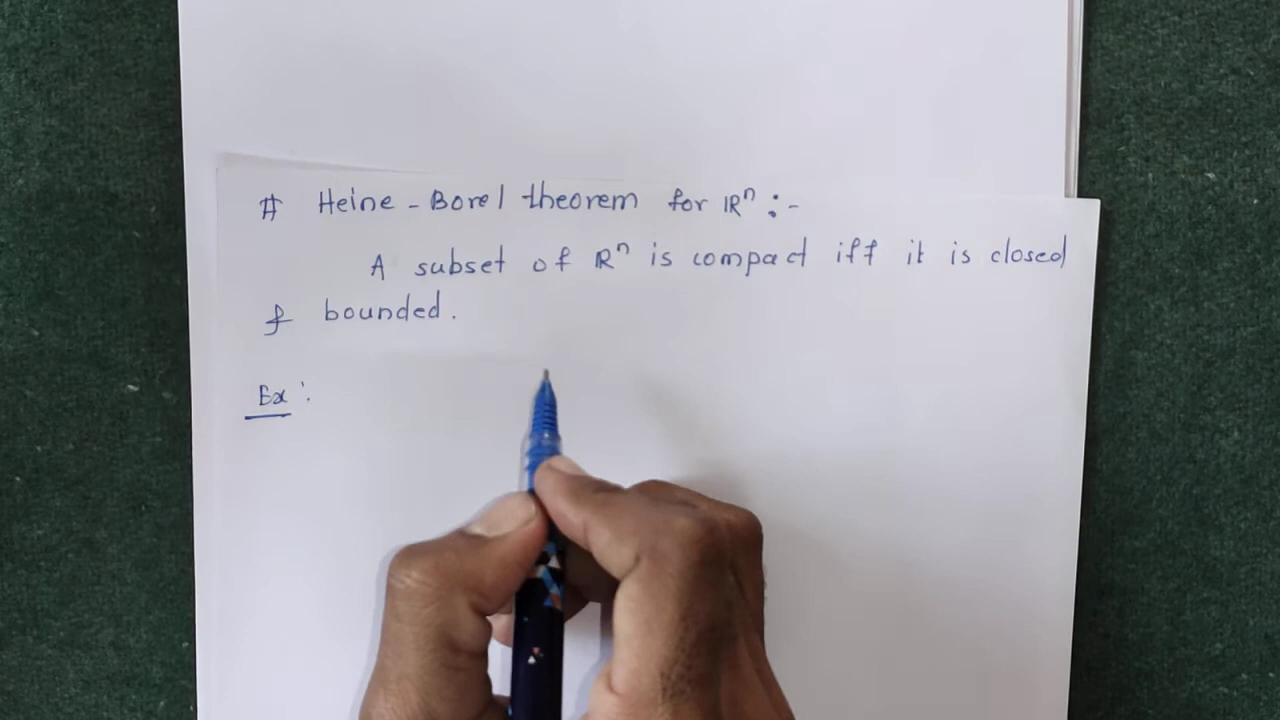 # Heine-Borel theorem for ℝⁿ :-
A subset of ℝⁿ is compact iff it is closed
& bounded.
Ex :